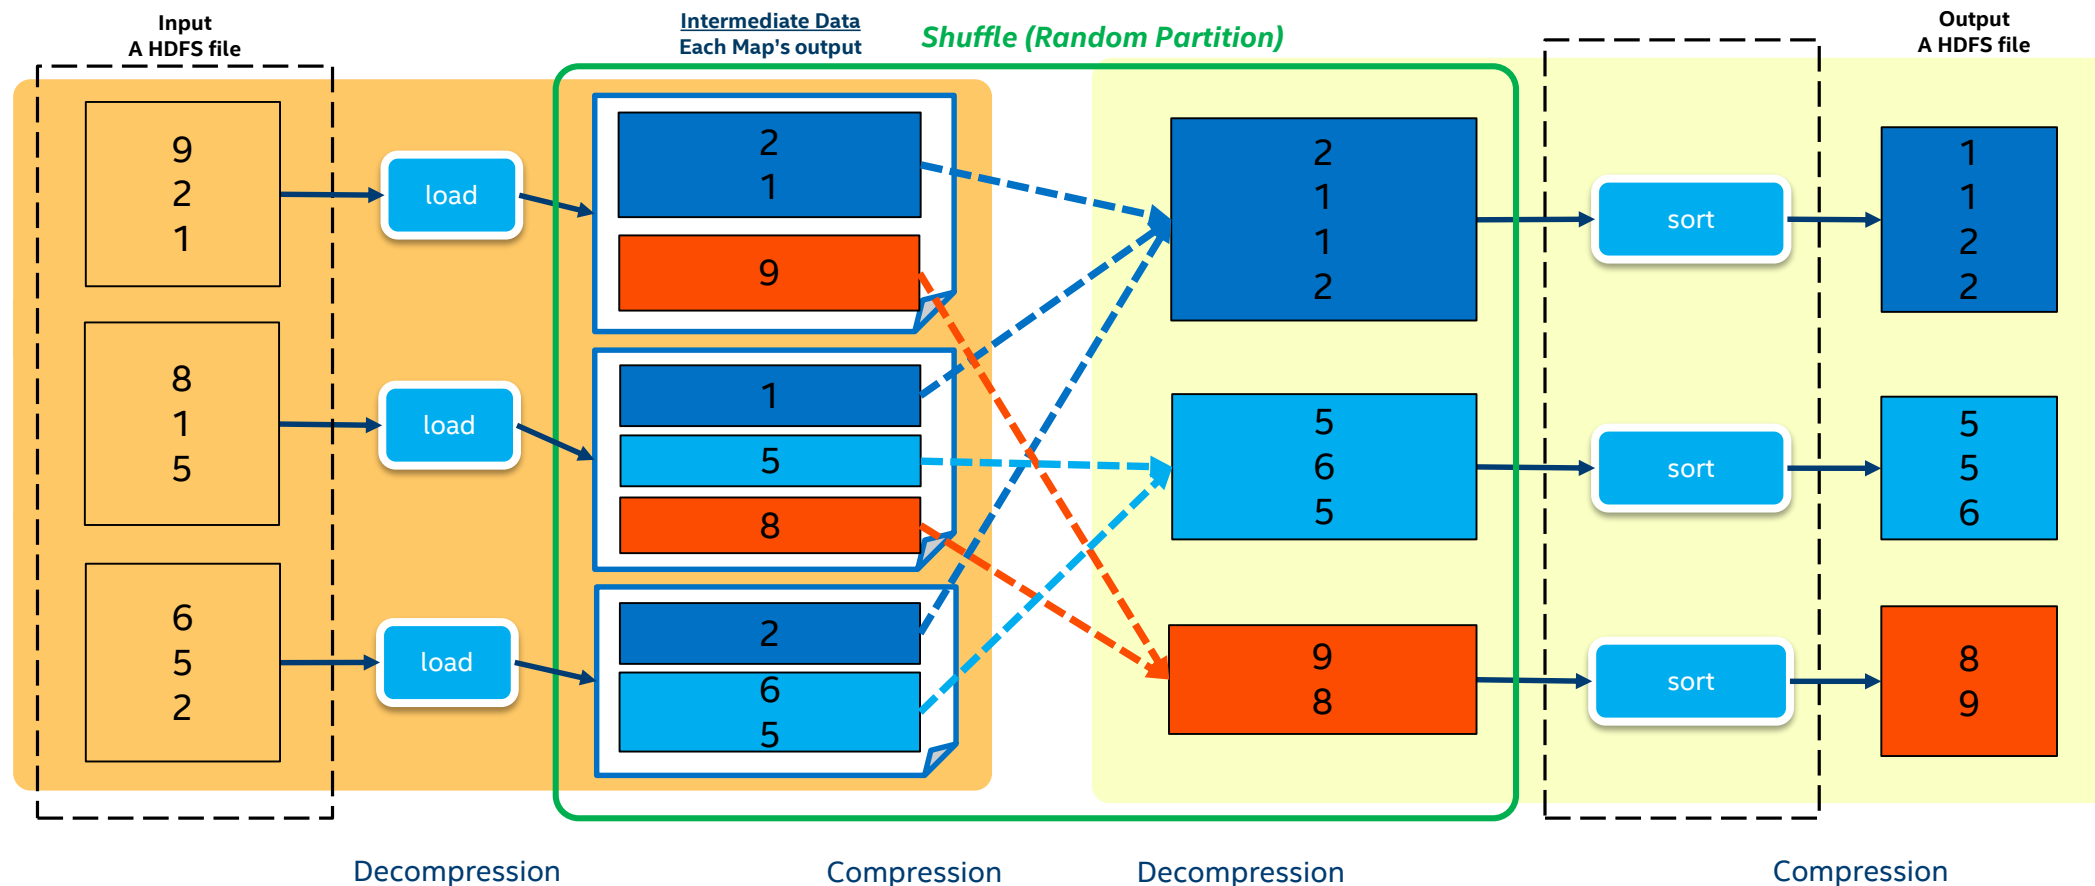 Input
A HDFS file
Intermediate Data
Each Map's output
Shuffle (Random Partition)
Output
A HDFS file
9
2
1
load
2
1
9
2
1
1
2
sort
1
1
2
2
8
1
5
load
1
5
8
5
6
5
sort
5
5
6
6
5
2
load
2
6
5
9
8
sort
8
9
Decompression
Compression
Decompression
Compression